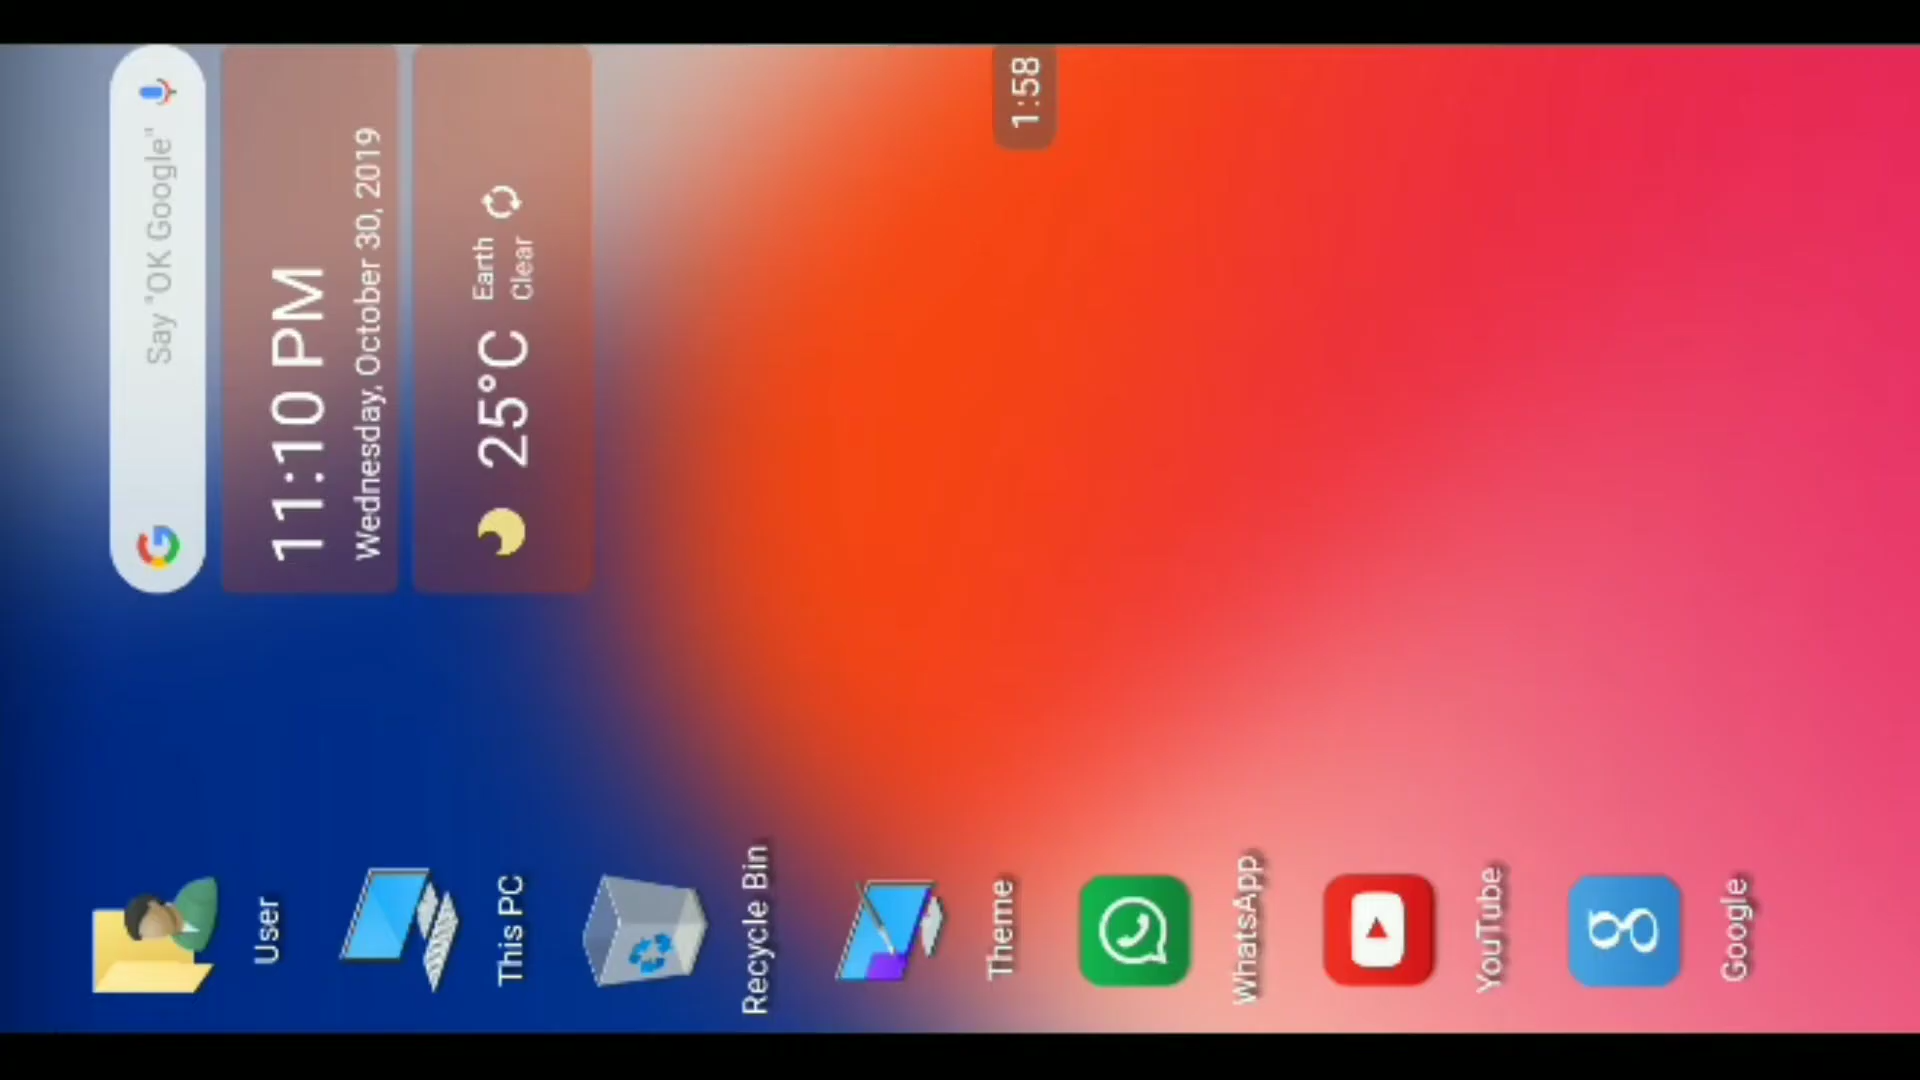 Say "OK Google"
11:10 PM
Wednesday, October 30, 2019
25°C
Earth
Clear
1:58
User
This PC
Recycle Bin
Theme
WhatsApp
YouTube
Google